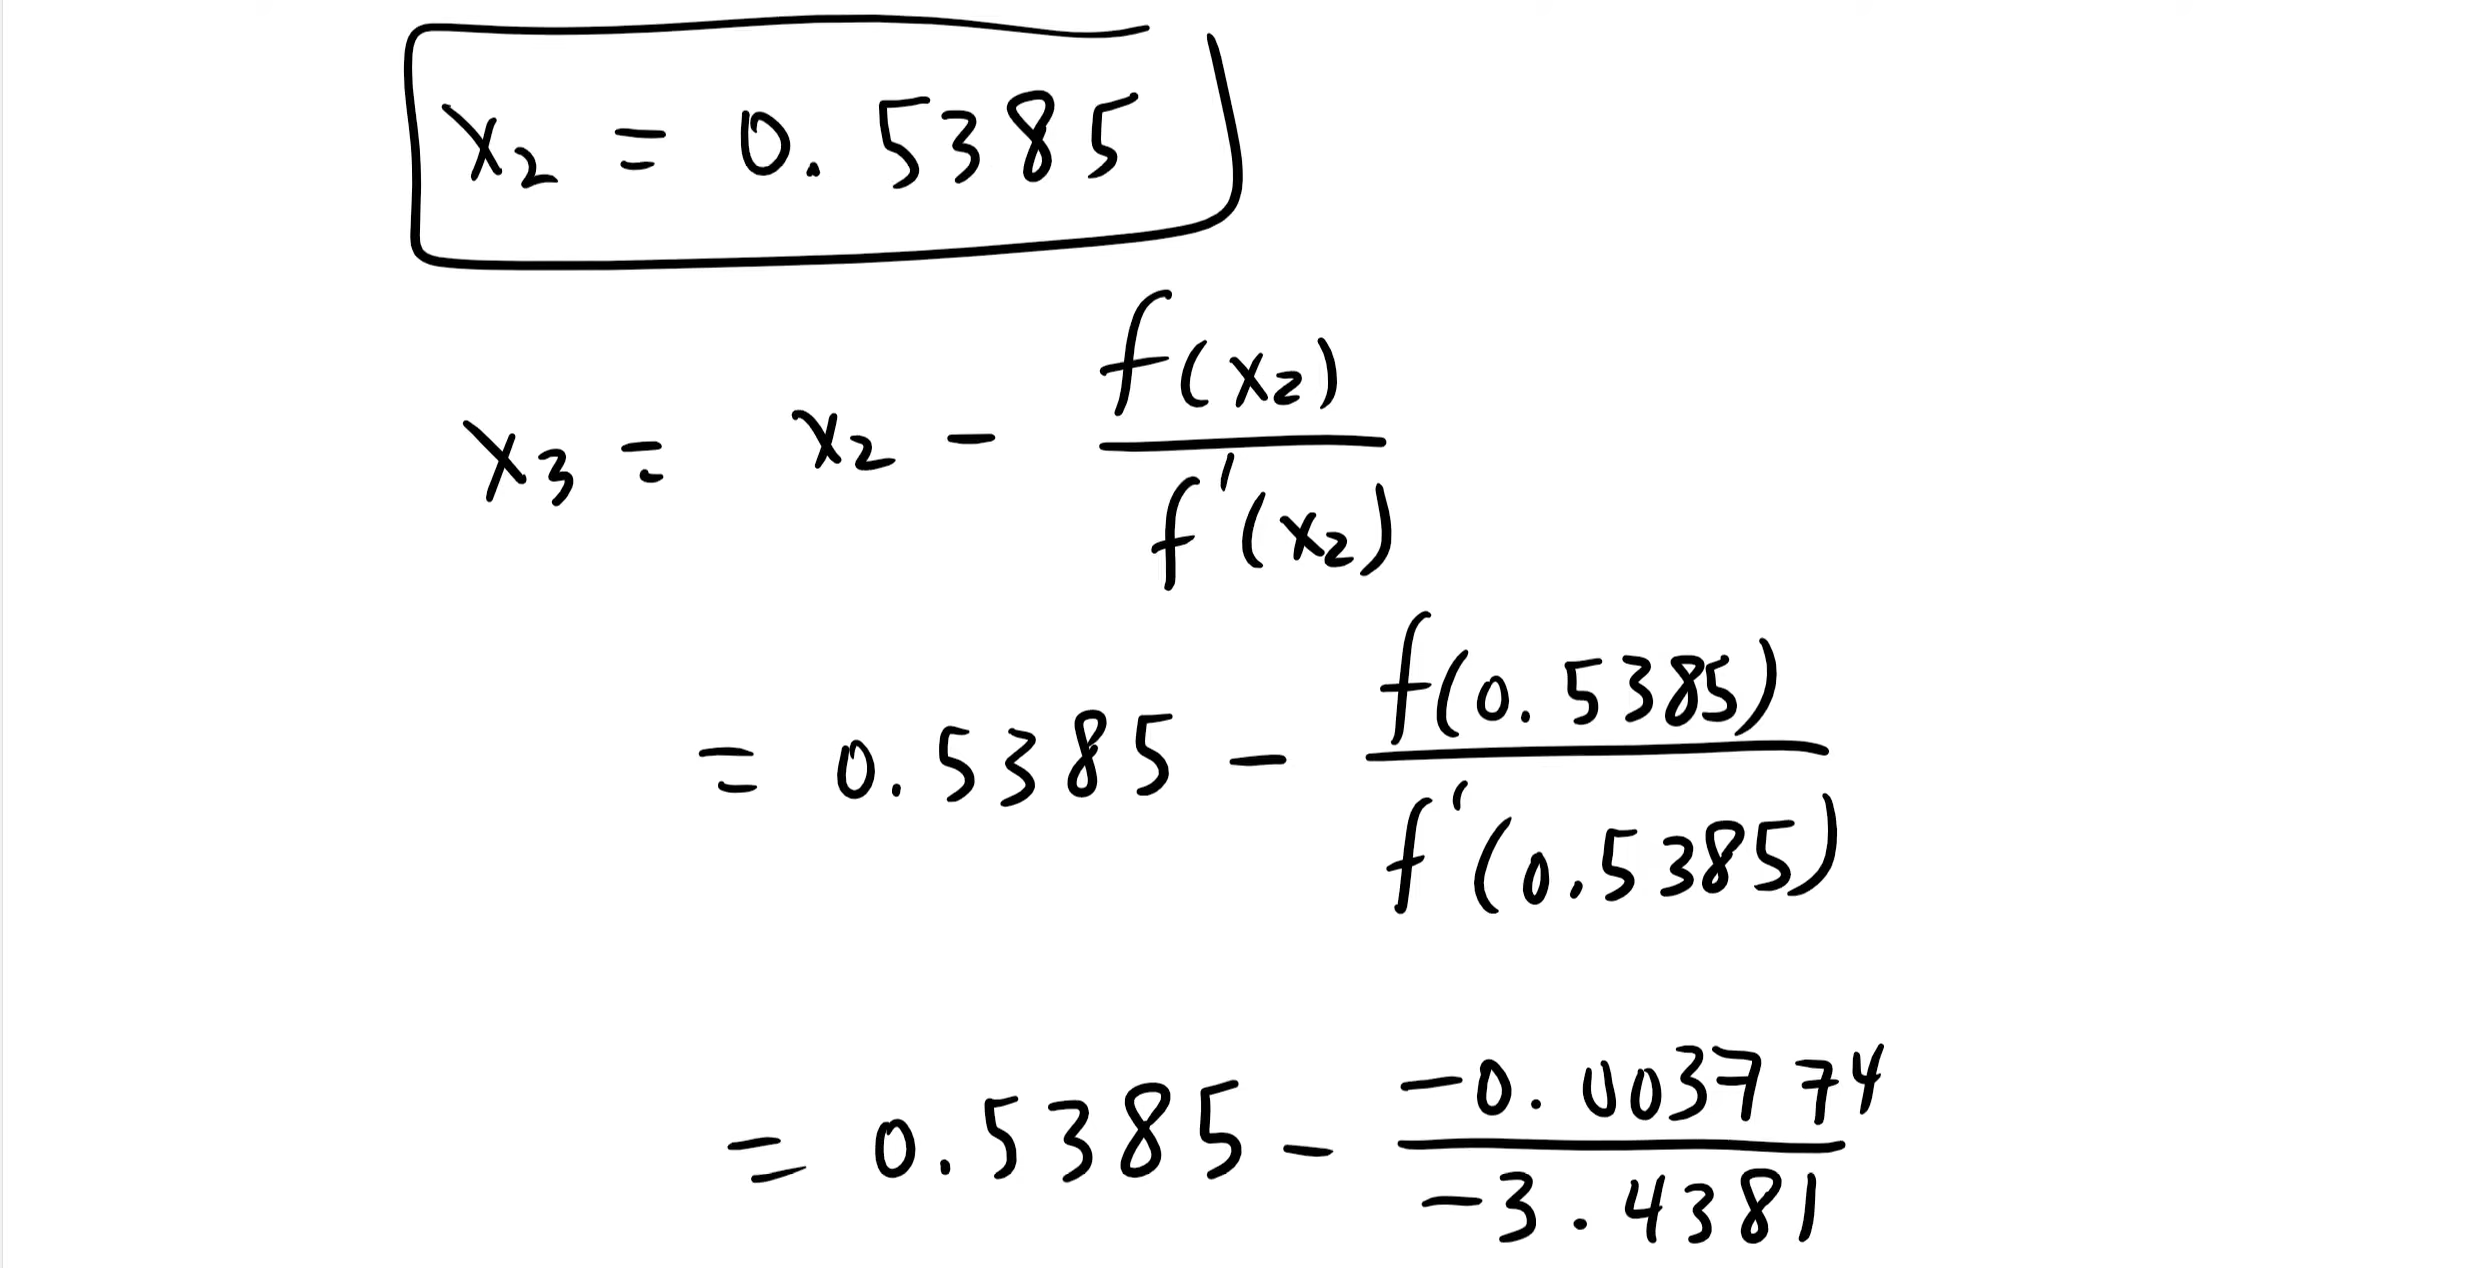 x₂ = 0.5385
x₃ = x₂ - f(x₂) / f'(x₂)
= 0.5385 - f(0.5385) / f'(0.5385)
= 0.5385 - -0.003774 / -3.4381